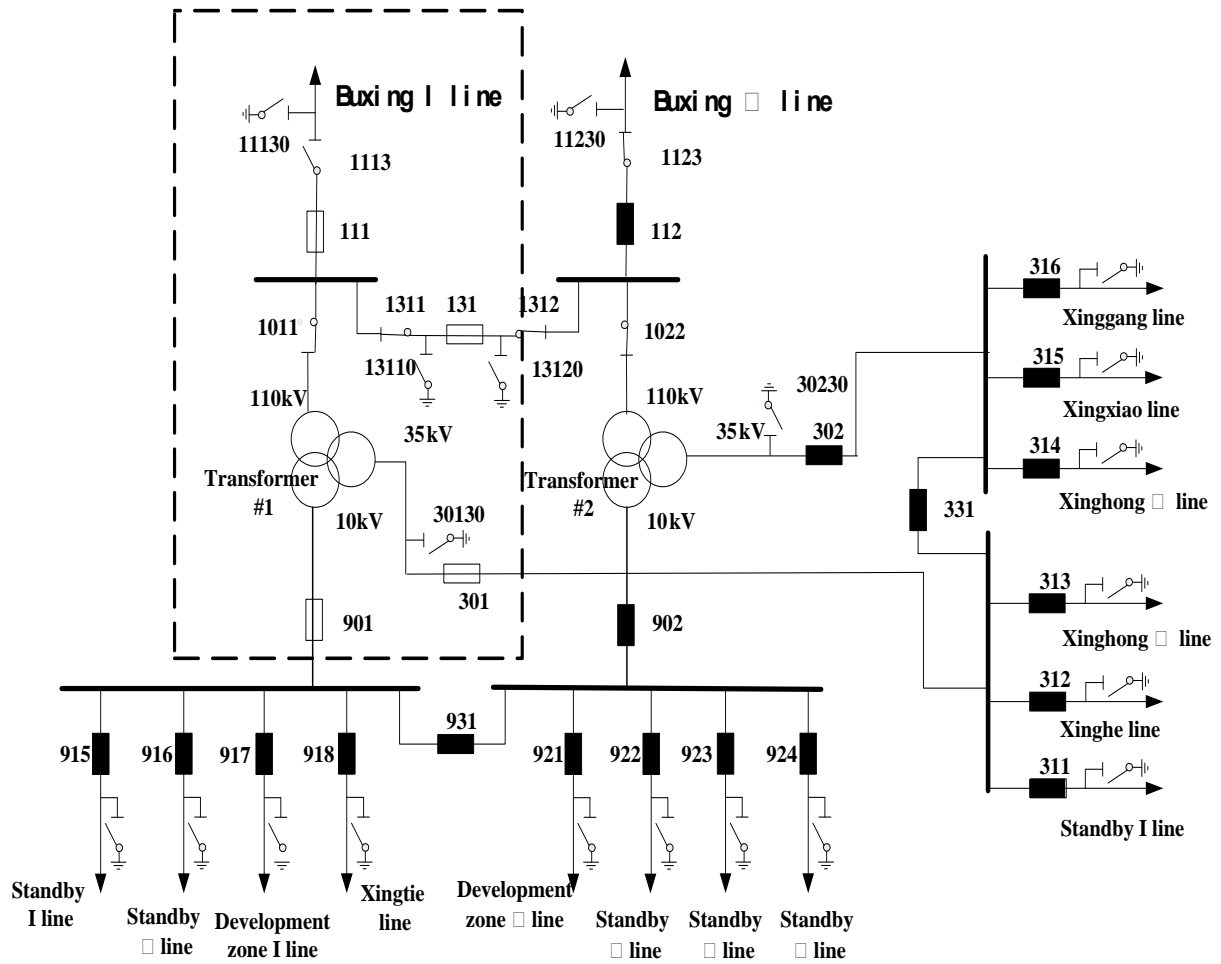 Buxing I line
Buxing □ line
11130
1113
11230
1123
111
112
316
Xinggang line
1311
131
1312
1011
1022
13110
13120
30230
315
Xingxiao line
110kV
110kV
35kV
35kV
302
314
Xinghong □ line
Transformer
#1
Transformer
#2
10kV
10kV
30130
331
301
313
Xinghong □ line
901
902
312
Xinghe line
931
915
916
917
918
921
922
923
924
311
Standby I line
Standby
I line
Standby
□ line
Development
zone I line
Xingtie
line
Development
zone □ line
Standby
□ line
Standby
□ line
Standby
□ line